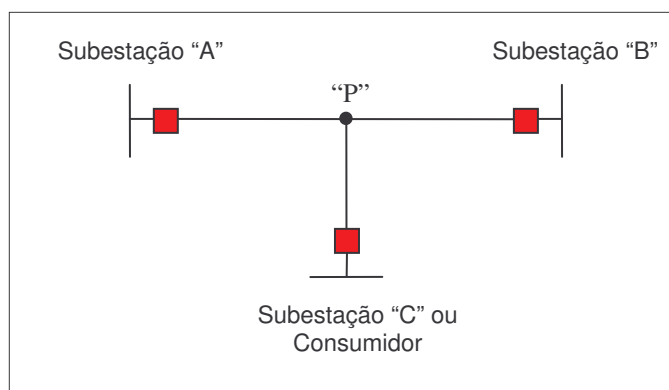 Subestação “A”
Subestação “B”
“P”
Subestação “C” ou
Consumidor